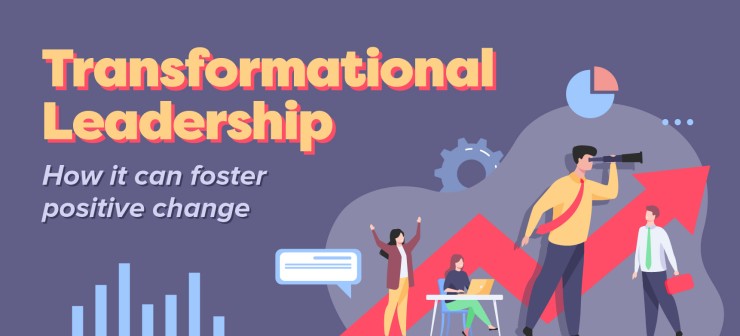 Transformational
Leadership
How it can foster
positive change